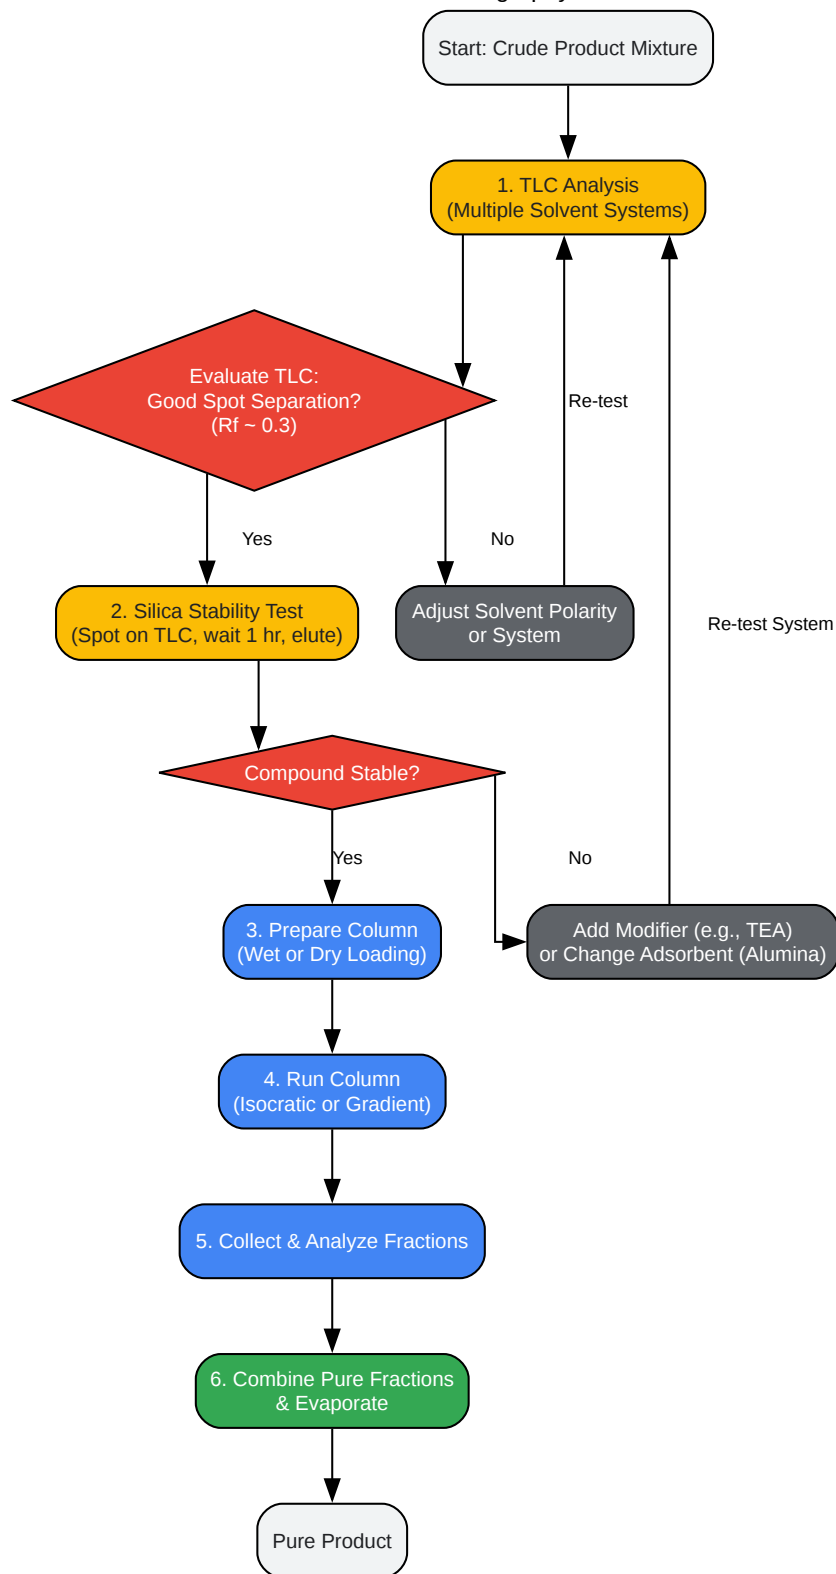 Start: Crude Product Mixture
1. TLC Analysis
(Multiple Solvent Systems)
Evaluate TLC:
Good Spot Separation?
(Rf ~ 0.3)
Re-test
Yes
No
2. Silica Stability Test
(Spot on TLC, wait 1 hr, elute)
Adjust Solvent Polarity
or System
Re-test System
Compound Stable?
Yes
No
3. Prepare Column
(Wet or Dry Loading)
Add Modifier (e.g., TEA)
or Change Adsorbent (Alumina)
4. Run Column
(Isocratic or Gradient)
5. Collect & Analyze Fractions
6. Combine Pure Fractions
& Evaporate
Pure Product